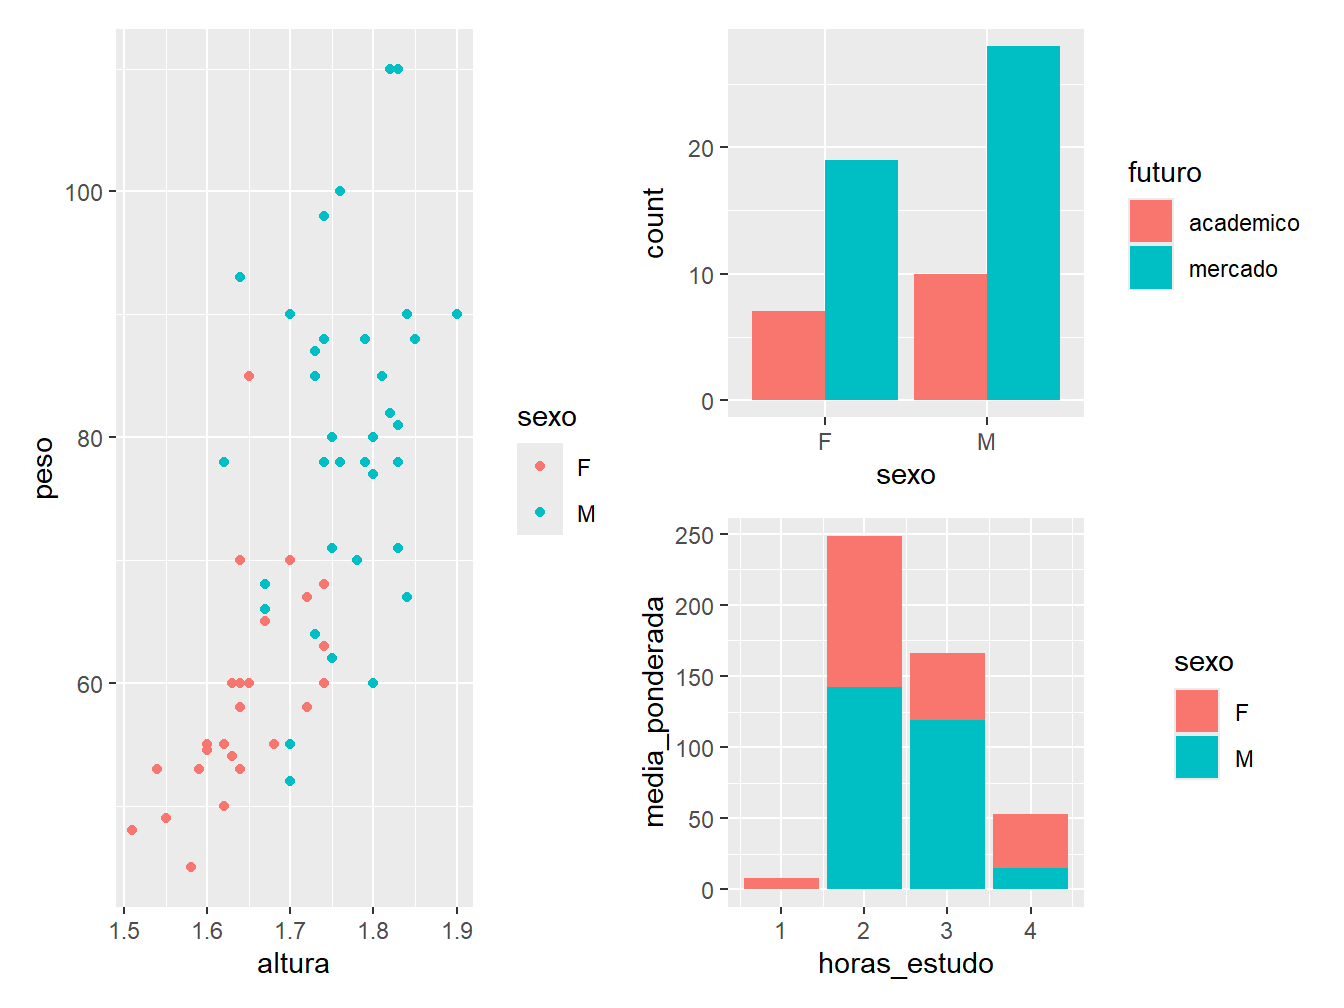 100
80
60
peso
1.5 1.6 1.7 1.8 1.9
altura
sexo
F
M
20
10
0
count
F M
sexo
futuro
academico
mercado
250
200
150
100
50
0
media_ponderada
1 2 3 4
horas_estudo
sexo
F
M